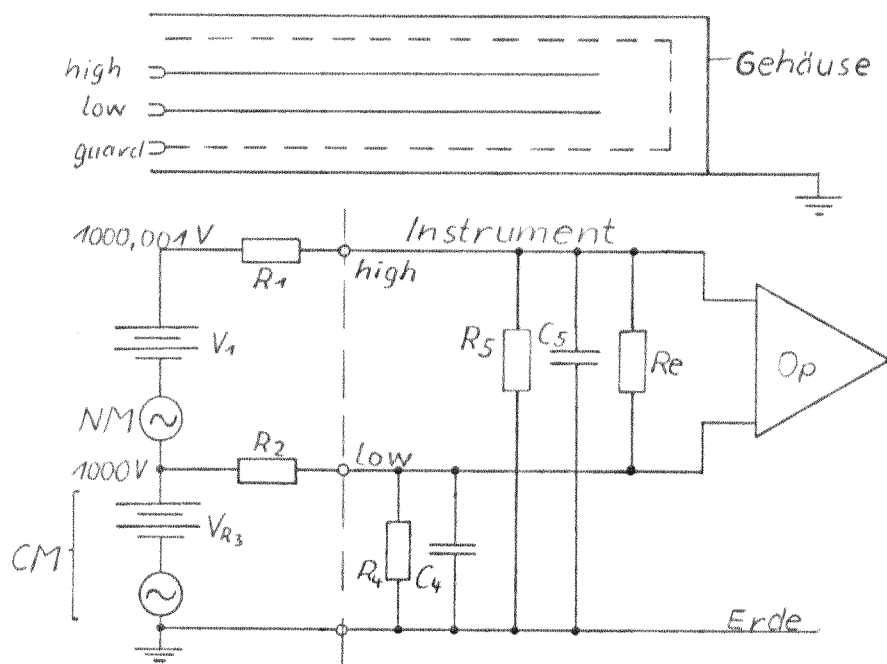 high
Gehäuse
low
guard
1000,001V
Instrument
R1
high
V1
R5
C5
Re
Op
NM
R2
low
1000V
VR3
CM
R4
C4
Erde